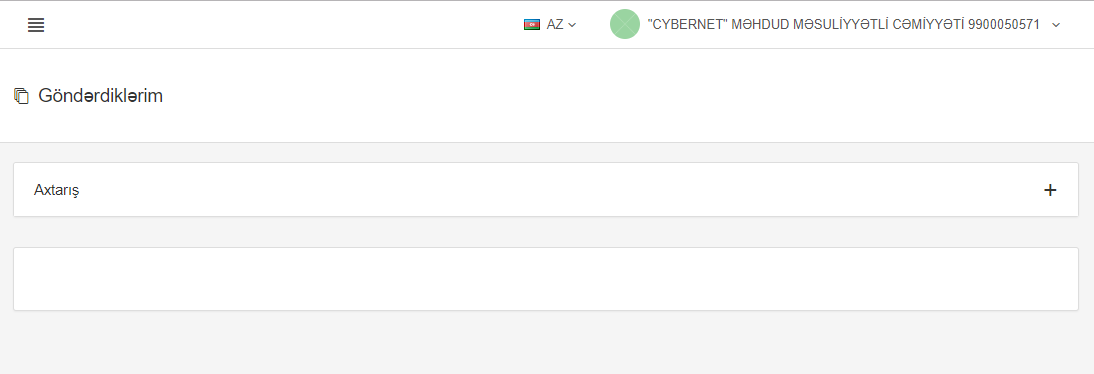 AZ
"CYBERNET" MƏHDUD MƏSULİYYƏTLİ CƏMİYYƏTİ 9900050571
Göndərdiklərim
Axtarış